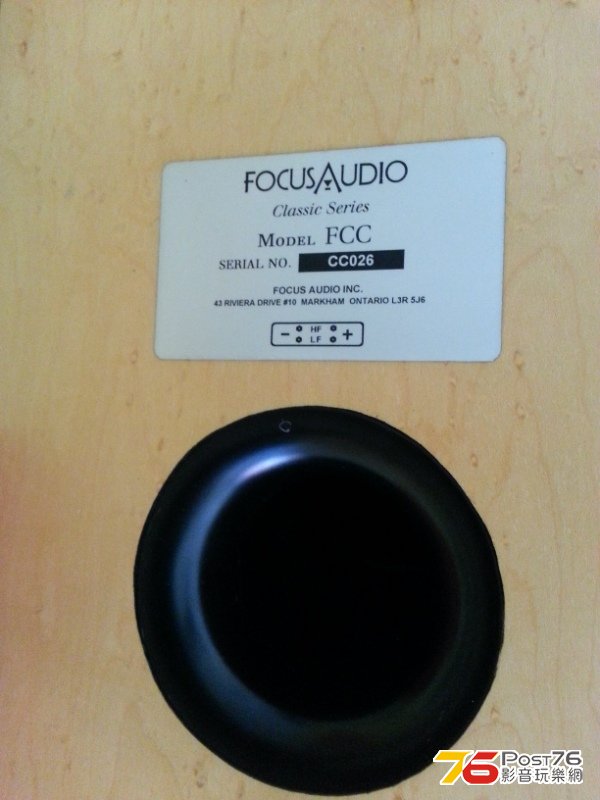 FOCUSAUDIO
Classic Series
MODEL FCC
SERIAL NO. CC026
FOCUS AUDIO INC.
43 RIVIERA DRIVE #10 MARKHAM ONTARIO L3R 5J6
− HF +
LF
76 POST76
影音玩樂網